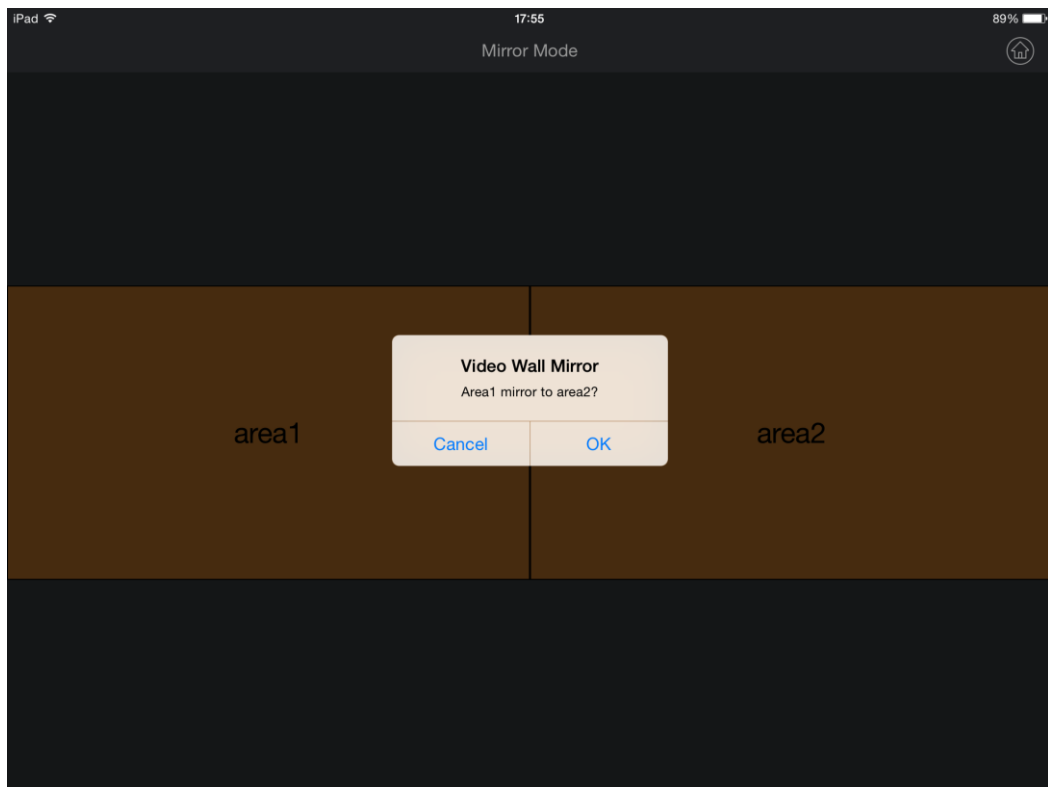 iPad 17:55 89%
Mirror Mode
Video Wall Mirror
Area1 mirror to area2?
area1 Cancel OK area2